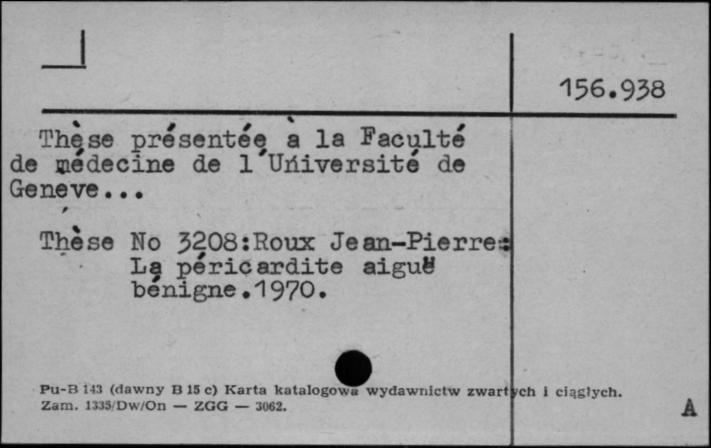 156.938
Thèse présentée à la Faculté
de médecine de l'Université de
Geneve...
Thèse No 3208:Roux Jean-Pierre:
La péricardite aiguë
bénigne.1970.
Pu-B 143 (dawny B 15 c) Karta katalogowa wydawnictw zwartych i ciągłych.
Zam. 1335/Dw/On — ZGG — 3062.
A